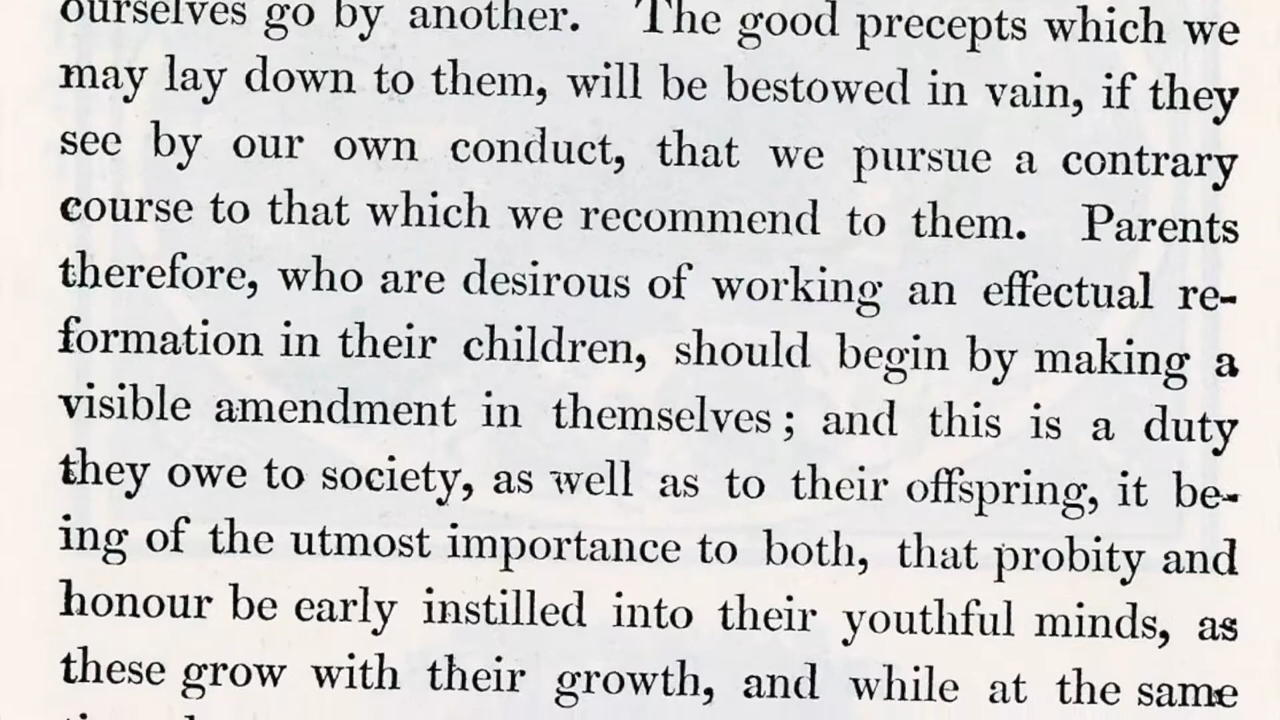 ourselves go by another. The good precepts which we
may lay down to them, will be bestowed in vain, if they
see by our own conduct, that we pursue a contrary
course to that which we recommend to them. Parents
therefore, who are desirous of working an effectual re-
formation in their children, should begin by making a
visible amendment in themselves; and this is a duty
they owe to society, as well as to their offspring, it be-
ing of the utmost importance to both, that probity and
honour be early instilled into their youthful minds, as
these grow with their growth, and while at the same